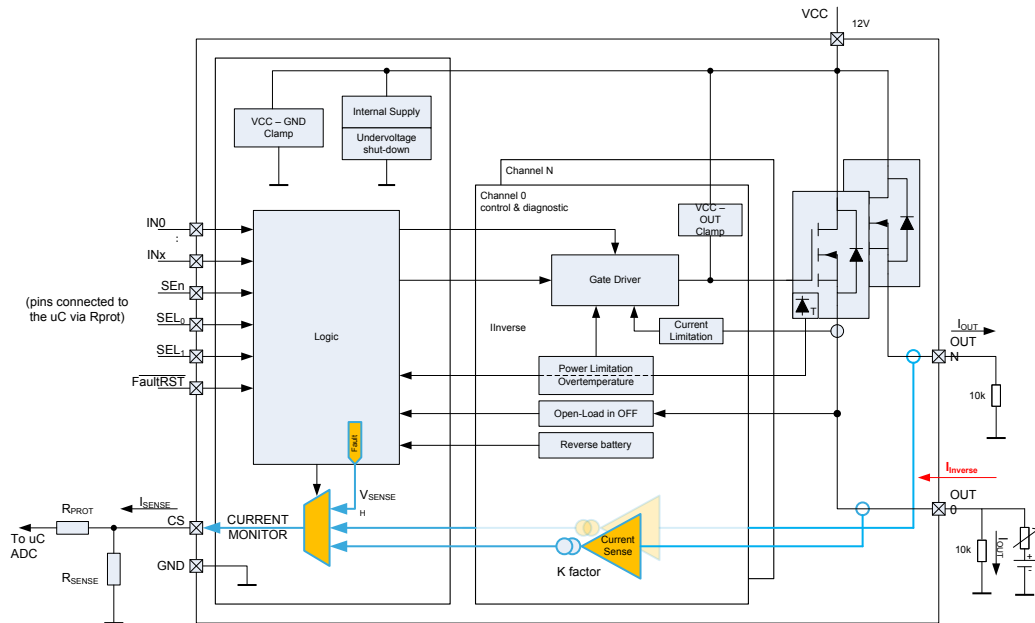 VCC
12V
VCC – GND
Clamp
Internal Supply
Undervoltage
shut-down
Channel N
Channel 0
control & diagnostic
VCC –
OUT
Clamp
IN0
:
INx
SEn
(pins connected to
the uC via Rprot)
SEL0
SEL1
FaultRST
Logic
Gate Driver
IInverse
Current
Limitation
T
Power Limitation
Overtemperature
Open-Load in OFF
Reverse battery
IOUT
OUT
N
10k
IInverse
OUT
0
10k
IOUT
+
Fault
VSENSE
H
ISENSE
RPROT
CS
To uC
ADC
RSENSE
GND
CURRENT
MONITOR
Current
Sense
K factor